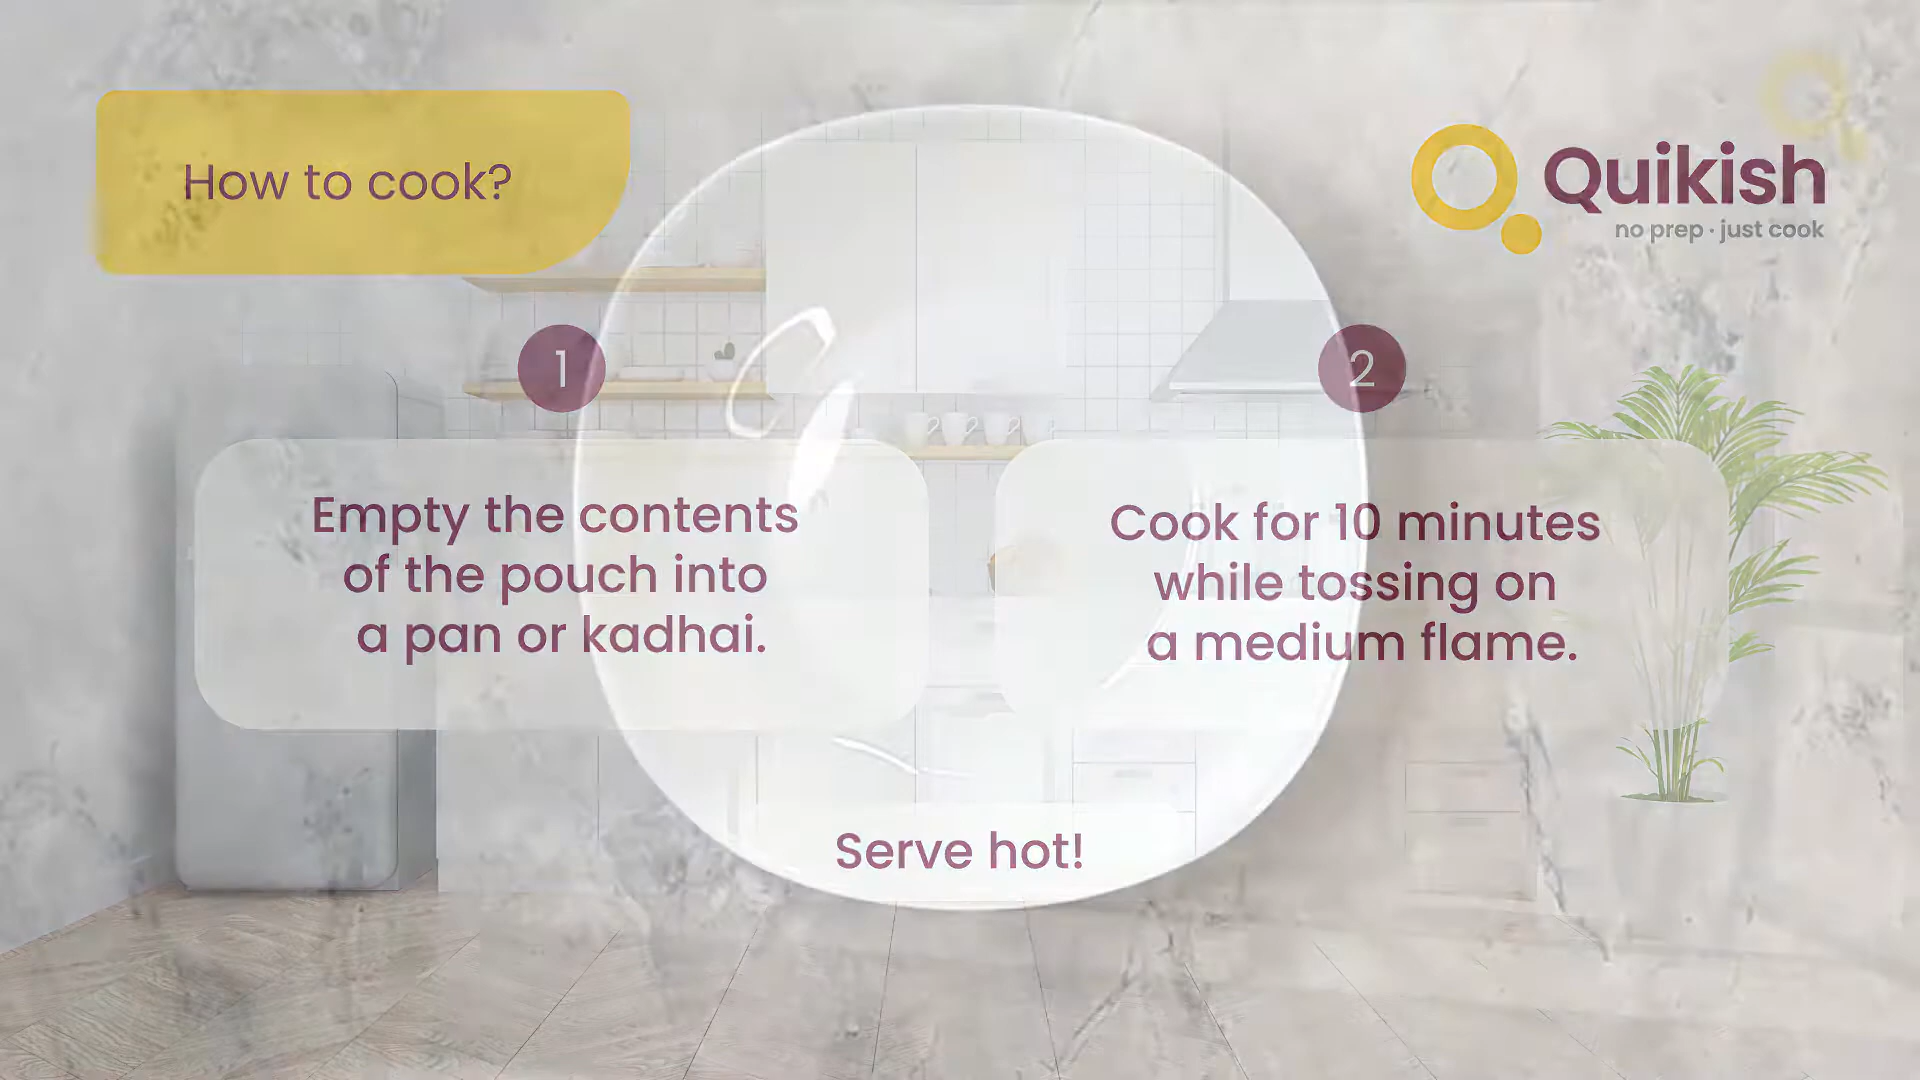 How to cook?
Quikish
no prep · just cook
1
Empty the contents
of the pouch into
a pan or kadhai.
2
Cook for 10 minutes
while tossing on
a medium flame.
Serve hot!